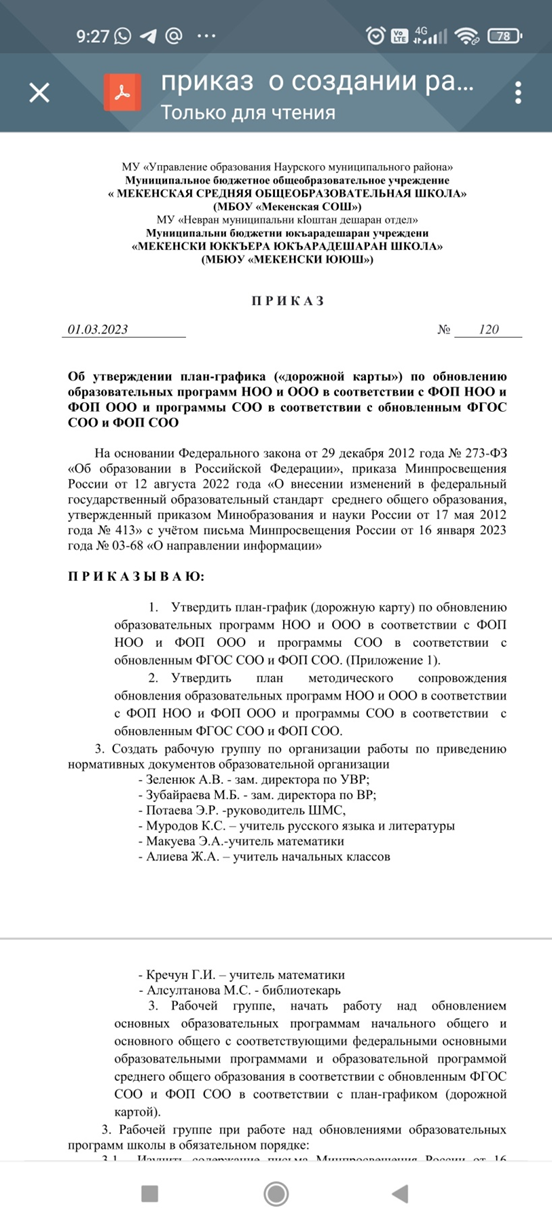 9:27
4G
Vo LTE
78
приказ о создании ра...
Только для чтения
МУ «Управление образования Наурского муниципального района»
Муниципальное бюджетное общеобразовательное учреждение
« МЕКЕНСКАЯ СРЕДНЯЯ ОБЩЕОБРАЗОВАТЕЛЬНАЯ ШКОЛА»
(МБОУ «Мекенская СОШ»)
МУ «Невран муниципальни кӀоштан дешаран отдел»
Муниципальни бюджетни юкъарадешаран учреждени
«МЕКЕНСКИ ЮККЪЕРА ЮКЪАРАДЕШАРАН ШКОЛА»
(МБЮУ «МЕКЕНСКИ ЮЮШ»)
П Р И К А З
01.03.2023 № 120
Об утверждении план-графика («дорожной карты») по обновлению
образовательных программ НОО и ООО в соответствии с ФОП НОО и
ФОП ООО и программы СОО в соответствии с обновленным ФГОС
СОО и ФОП СОО
На основании Федерального закона от 29 декабря 2012 года № 273-ФЗ
«Об образовании в Российской Федерации», приказа Минпросвещения
России от 12 августа 2022 года «О внесении изменений в федеральный
государственный образовательный стандарт среднего общего образования,
утвержденный приказом Минобразования и науки России от 17 мая 2012
года № 413» с учётом письма Минпросвещения России от 16 января 2023
года № 03-68 «О направлении информации»
П Р И К А З Ы В А Ю:
1. Утвердить план-график (дорожную карту) по обновлению
образовательных программ НОО и ООО в соответствии с ФОП
НОО и ФОП ООО и программы СОО в соответствии с
обновленным ФГОС СОО и ФОП СОО. (Приложение 1).
2. Утвердить план методического сопровождения
обновления образовательных программ НОО и ООО в соответствии
с ФОП НОО и ФОП ООО и программы СОО в соответствии с
обновленным ФГОС СОО и ФОП СОО.
3. Создать рабочую группу по организации работы по приведению
нормативных документов образовательной организации
- Зеленюк А.В. - зам. директора по УВР;
- Зубайраева М.Б. - зам. директора по ВР;
- Потаева Э.Р. -руководитель ШМС,
- Муродов К.С. – учитель русского языка и литературы
- Макуева Э.А.-учитель математики
- Алиева Ж.А. – учитель начальных классов
- Кречун Г.И. – учитель математики
- Алсултанова М.С. - библиотекарь
3. Рабочей группе, начать работу над обновлением
основных образовательных программам начального общего и
основного общего с соответствующими федеральными основными
образовательными программами и образовательной программой
среднего общего образования в соответствии с обновленным ФГОС
СОО и ФОП СОО в соответствии с план-графиком (дорожной
картой).
3. Рабочей группе при работе над обновлениями образовательных
программ школы в обязательном порядке:
3.1. Изучить содержание письма Минпросвещения России от 16